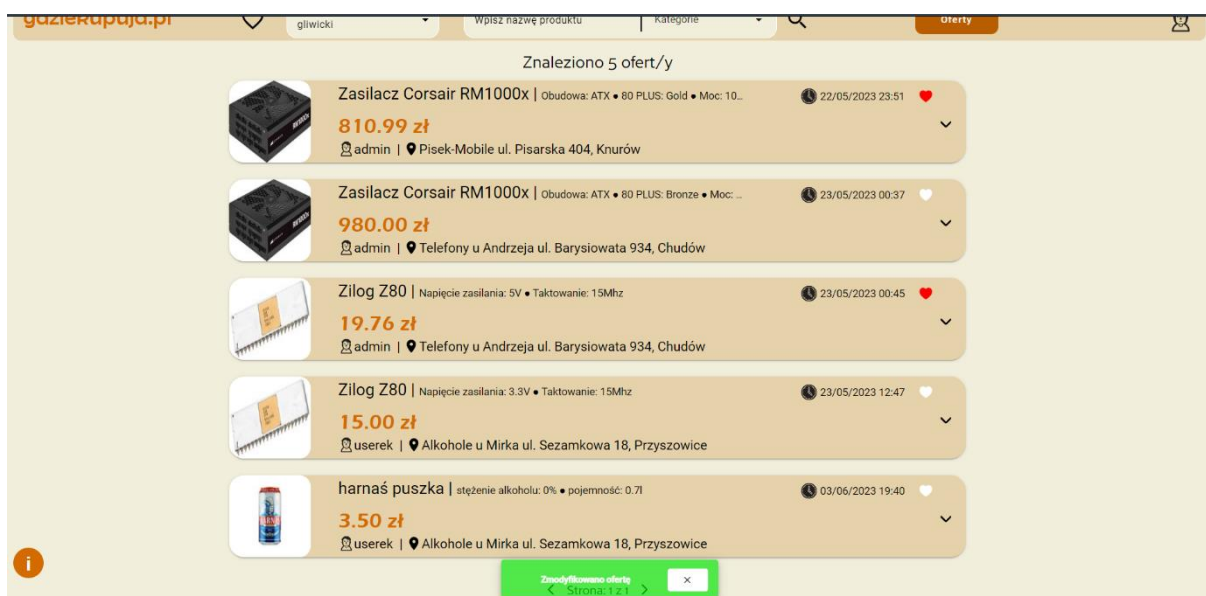 gdzieKupuja.pl
gliwicki
Wpisz nazwę produktu
Kategorie
Oferty
Znaleziono 5 ofert/y
Zasilacz Corsair RM1000x | Obudowa: ATX ● 80 PLUS: Gold ● Moc: 10...
22/05/2023 23:51
810.99 zł
admin | Pisek-Mobile ul. Pisarska 404, Knurów
Zasilacz Corsair RM1000x | Obudowa: ATX ● 80 PLUS: Bronze ● Moc: ...
23/05/2023 00:37
980.00 zł
admin | Telefony u Andrzeja ul. Barysiowata 934, Chudów
Zilog Z80 | Napięcie zasilania: 5V ● Taktowanie: 15Mhz
23/05/2023 00:45
19.76 zł
admin | Telefony u Andrzeja ul. Barysiowata 934, Chudów
Zilog Z80 | Napięcie zasilania: 3.3V ● Taktowanie: 15Mhz
23/05/2023 12:47
15.00 zł
userek | Alkohole u Mirka ul. Sezamkowa 18, Przyszowice
harnaś puszka | stężenie alkoholu: 0% ● pojemność: 0.7l
03/06/2023 19:40
3.50 zł
userek | Alkohole u Mirka ul. Sezamkowa 18, Przyszowice
i
Zmodyfikowano ofertę
Strona: 1 z 1